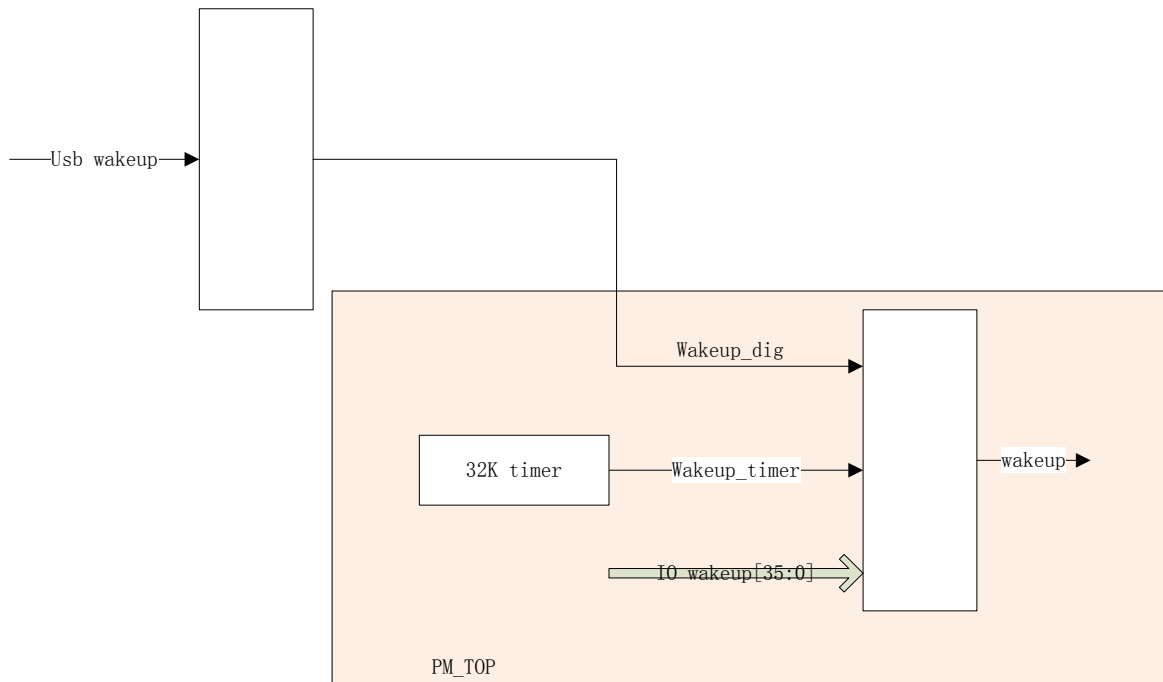 Usb wakeup
Wakeup_dig
32K timer
Wakeup_timer
wakeup
IO wakeup[35:0]
PM_TOP